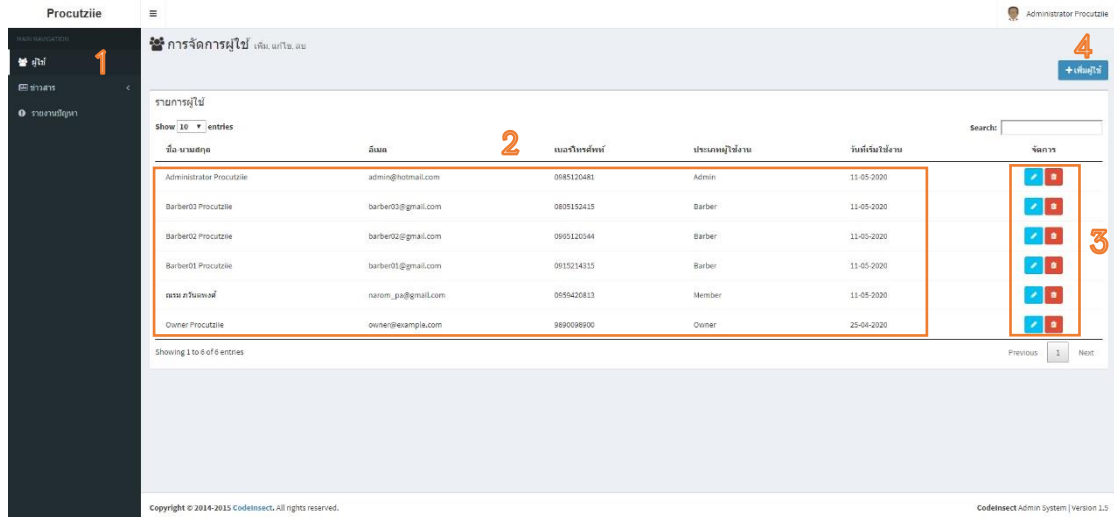 Procutziie
Administrator Procutziie
MAIN NAVIGATION
ผู้ใช้
1
ข่าวสาร
รายงานปัญหา
การจัดการผู้ใช้ เพิ่ม, แก้ไข, ลบ
4
+ เพิ่มผู้ใช้
รายการผู้ใช้
Show 10 entries
Search:
2
ชื่อ-นามสกุล อีเมล เบอร์โทรศัพท์ ประเภทผู้ใช้งาน วันที่เริ่มใช้งาน จัดการ
Administrator Procutziie admin@hotmail.com 0985120481 Admin 11-05-2020
Barber03 Procutziie barber03@gmail.com 0805152415 Barber 11-05-2020
Barber02 Procutziie barber02@gmail.com 0985120544 Barber 11-05-2020
3
Barber01 Procutziie barber01@gmail.com 0915214315 Barber 11-05-2020
narom_pa@gmail.com 0959420813 Member 11-05-2020
Owner Procutziie owner@example.com 9890098900 Owner 25-04-2020
Showing 1 to 6 of 6 entries
Previous 1 Next
Copyright © 2014-2015 CodeInsect. All rights reserved.
CodeInsect Admin System | Version 1.5